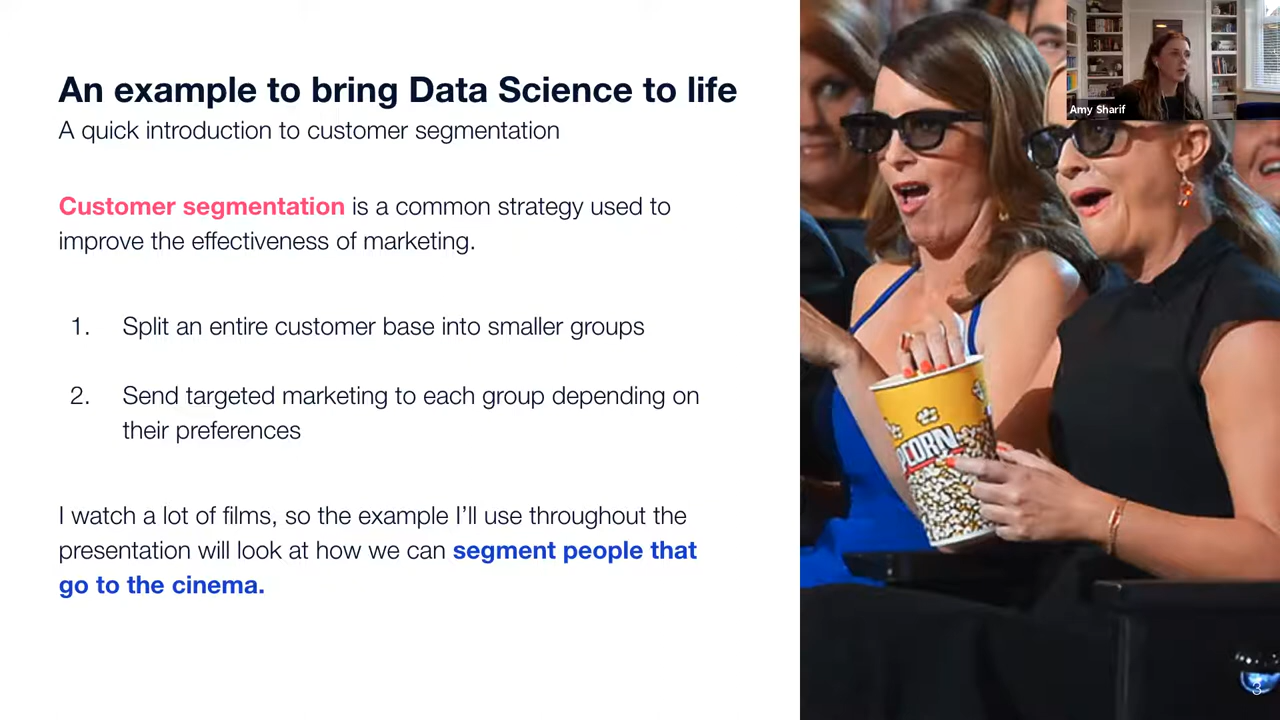 An example to bring Data Science to life
A quick introduction to customer segmentation
Customer segmentation is a common strategy used to
improve the effectiveness of marketing.
1. Split an entire customer base into smaller groups
2. Send targeted marketing to each group depending on
their preferences
I watch a lot of films, so the example I’ll use throughout the
presentation will look at how we can segment people that
go to the cinema.
Amy Sharif
PCORN
3